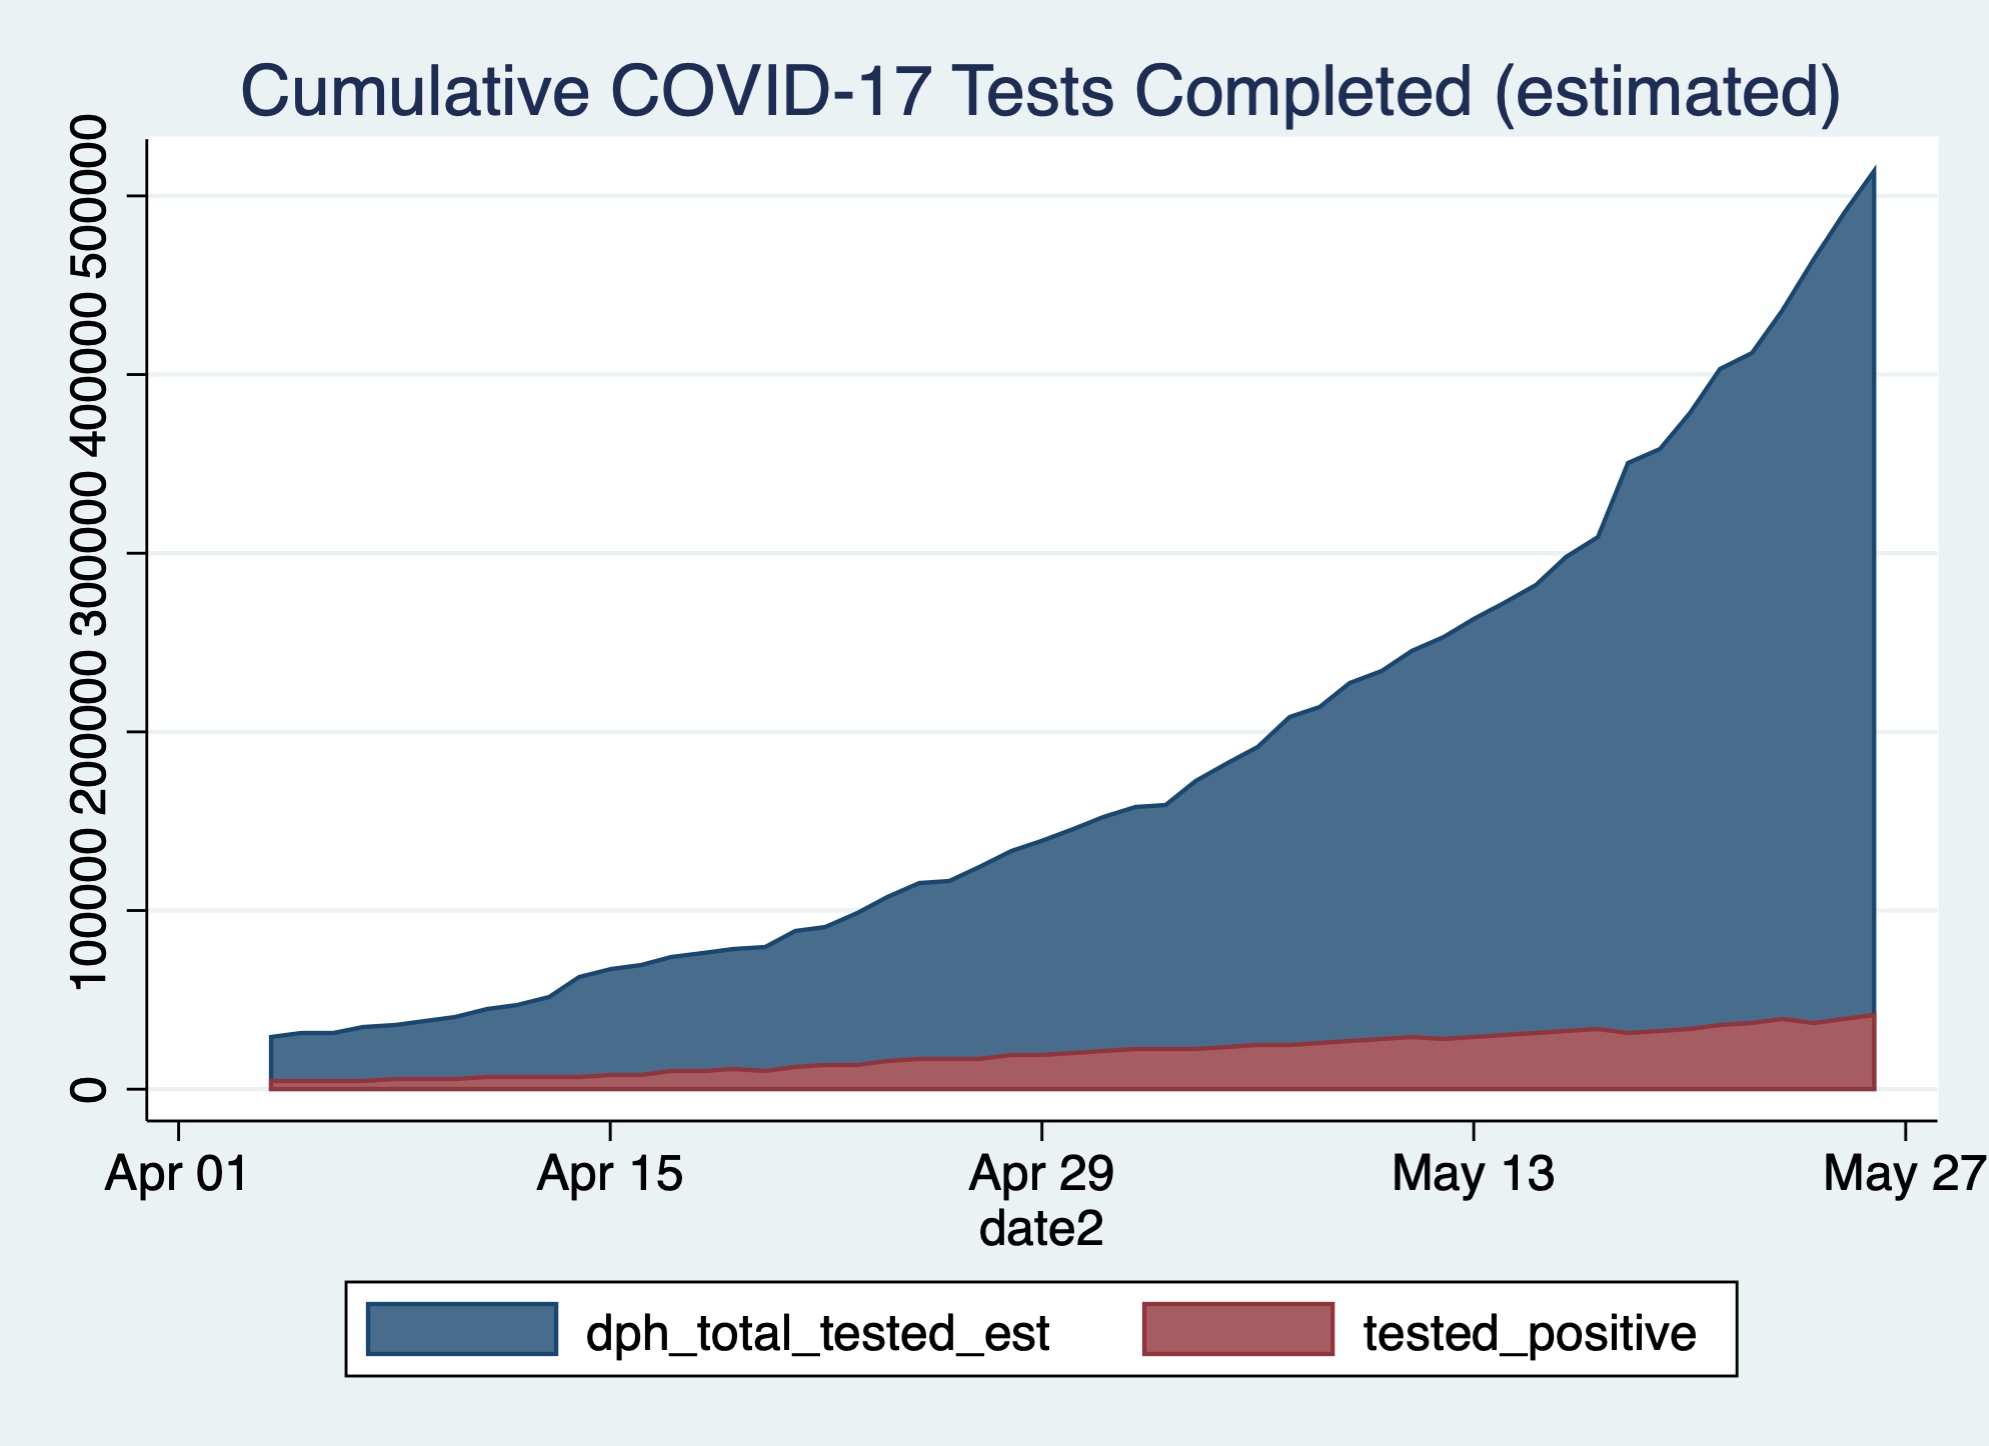 Cumulative COVID-17 Tests Completed (estimated)
500000
400000
300000
200000
100000
0
Apr 01
Apr 15
Apr 29
May 13
May 27
date2
dph_total_tested_est
tested_positive